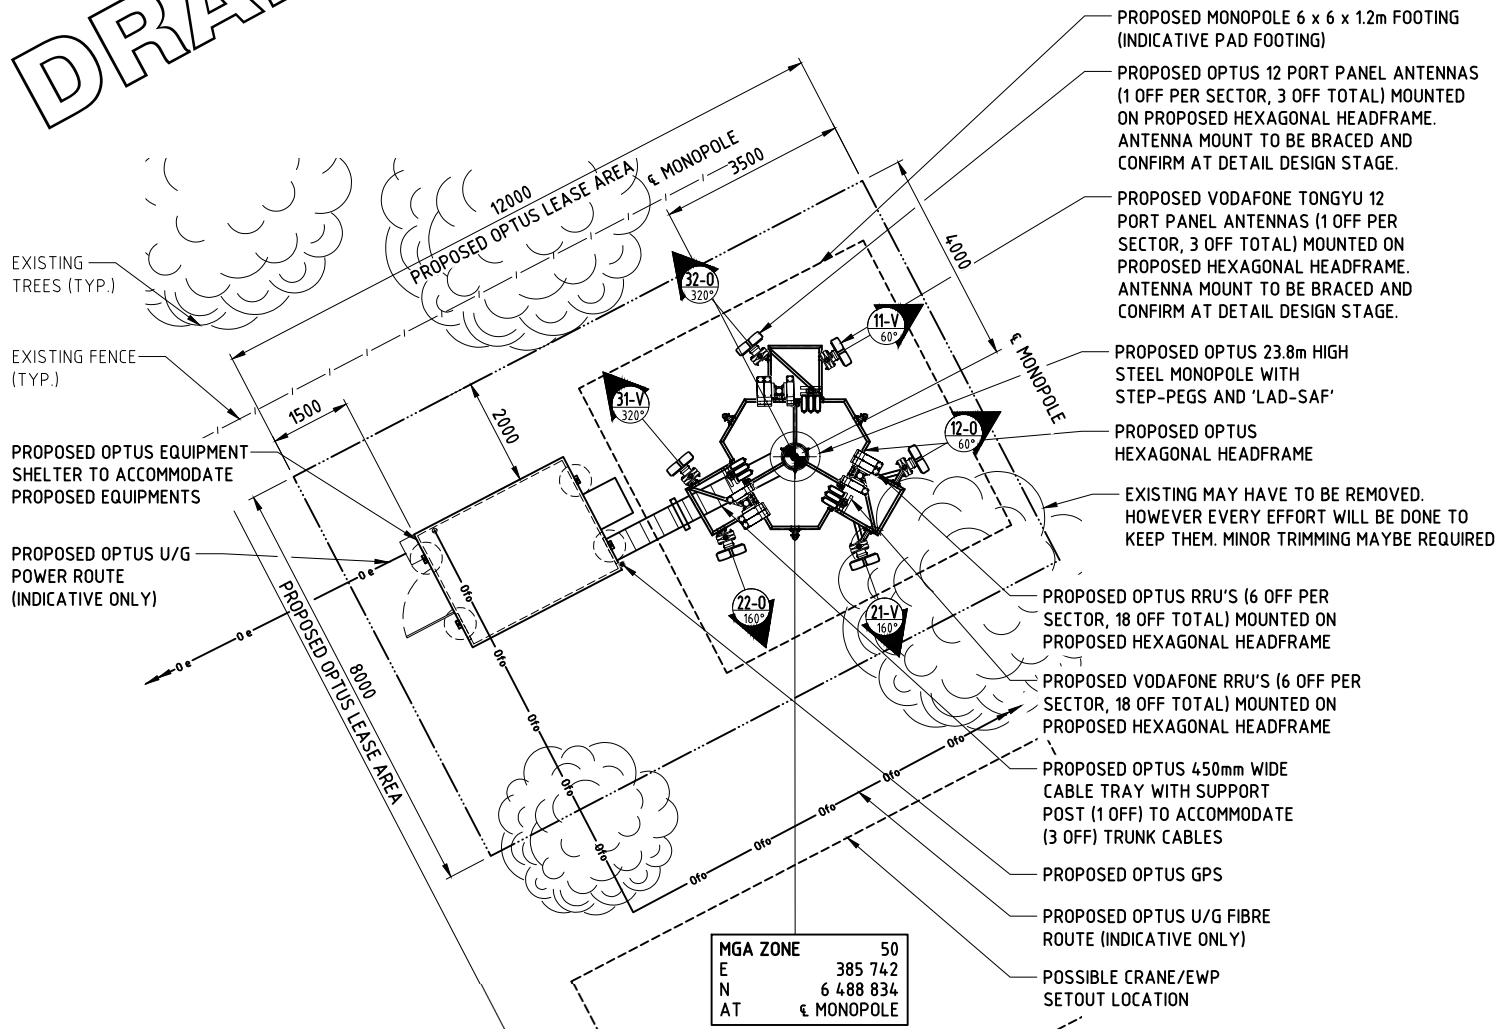 DRA
PROPOSED MONOPOLE 6 x 6 x 1.2m FOOTING
(INDICATIVE PAD FOOTING)
PROPOSED OPTUS 12 PORT PANEL ANTENNAS
(1 OFF PER SECTOR, 3 OFF TOTAL) MOUNTED
ON PROPOSED HEXAGONAL HEADFRAME.
ANTENNA MOUNT TO BE BRACED AND
CONFIRM AT DETAIL DESIGN STAGE.
PROPOSED VODAFONE TONGYU 12
PORT PANEL ANTENNAS (1 OFF PER
SECTOR, 3 OFF TOTAL) MOUNTED ON
PROPOSED HEXAGONAL HEADFRAME.
ANTENNA MOUNT TO BE BRACED AND
CONFIRM AT DETAIL DESIGN STAGE.
PROPOSED OPTUS 23.8m HIGH
STEEL MONOPOLE WITH
STEP-PEGS AND 'LAD-SAF'
PROPOSED OPTUS
HEXAGONAL HEADFRAME
EXISTING MAY HAVE TO BE REMOVED.
HOWEVER EVERY EFFORT WILL BE DONE TO
KEEP THEM. MINOR TRIMMING MAYBE REQUIRED
PROPOSED OPTUS RRU'S (6 OFF PER
SECTOR, 18 OFF TOTAL) MOUNTED ON
PROPOSED HEXAGONAL HEADFRAME
PROPOSED VODAFONE RRU'S (6 OFF PER
SECTOR, 18 OFF TOTAL) MOUNTED ON
PROPOSED HEXAGONAL HEADFRAME
PROPOSED OPTUS 450mm WIDE
CABLE TRAY WITH SUPPORT
POST (1 OFF) TO ACCOMMODATE
(3 OFF) TRUNK CABLES
PROPOSED OPTUS GPS
PROPOSED OPTUS U/G FIBRE
ROUTE (INDICATIVE ONLY)
POSSIBLE CRANE/EWP
SETOUT LOCATION
EXISTING
TREES (TYP.)
EXISTING FENCE
(TYP.)
PROPOSED OPTUS EQUIPMENT
SHELTER TO ACCOMMODATE
PROPOSED EQUIPMENTS
PROPOSED OPTUS U/G
POWER ROUTE
(INDICATIVE ONLY)
12000
PROPOSED OPTUS LEASE AREA
℄ MONOPOLE
3500
4000
℄ MONOPOLE
1500
2000
8000
PROPOSED OPTUS LEASE AREA
32-O
320°
11-V
60°
31-V
320°
12-O
60°
22-O
160°
21-V
160°
O e
O e
O e
Ofo
Ofo
Ofo
Ofo
Ofo
Ofo
Ofo
Ofo
Ofo
Ofo
MGA ZONE 50
E 385 742
N 6 488 834
AT ℄ MONOPOLE